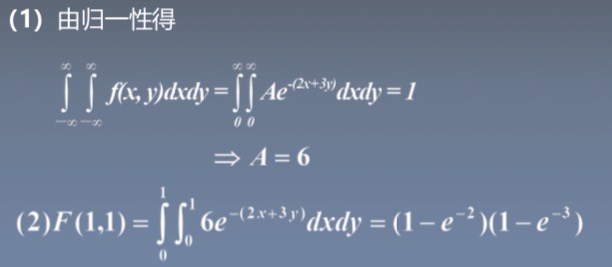 (1) 由归一性得
∫_{-∞}^{∞} ∫_{-∞}^{∞} f(x, y)dxdy = ∫_0^∞ ∫_0^∞ Ae^{-(2x+3y)} dxdy = 1
⇒ A = 6
(2) F(1,1) = ∫_0^1 ∫_0^1 6e^{-(2x+3y)} dxdy = (1 − e^{-2})(1 − e^{-3})